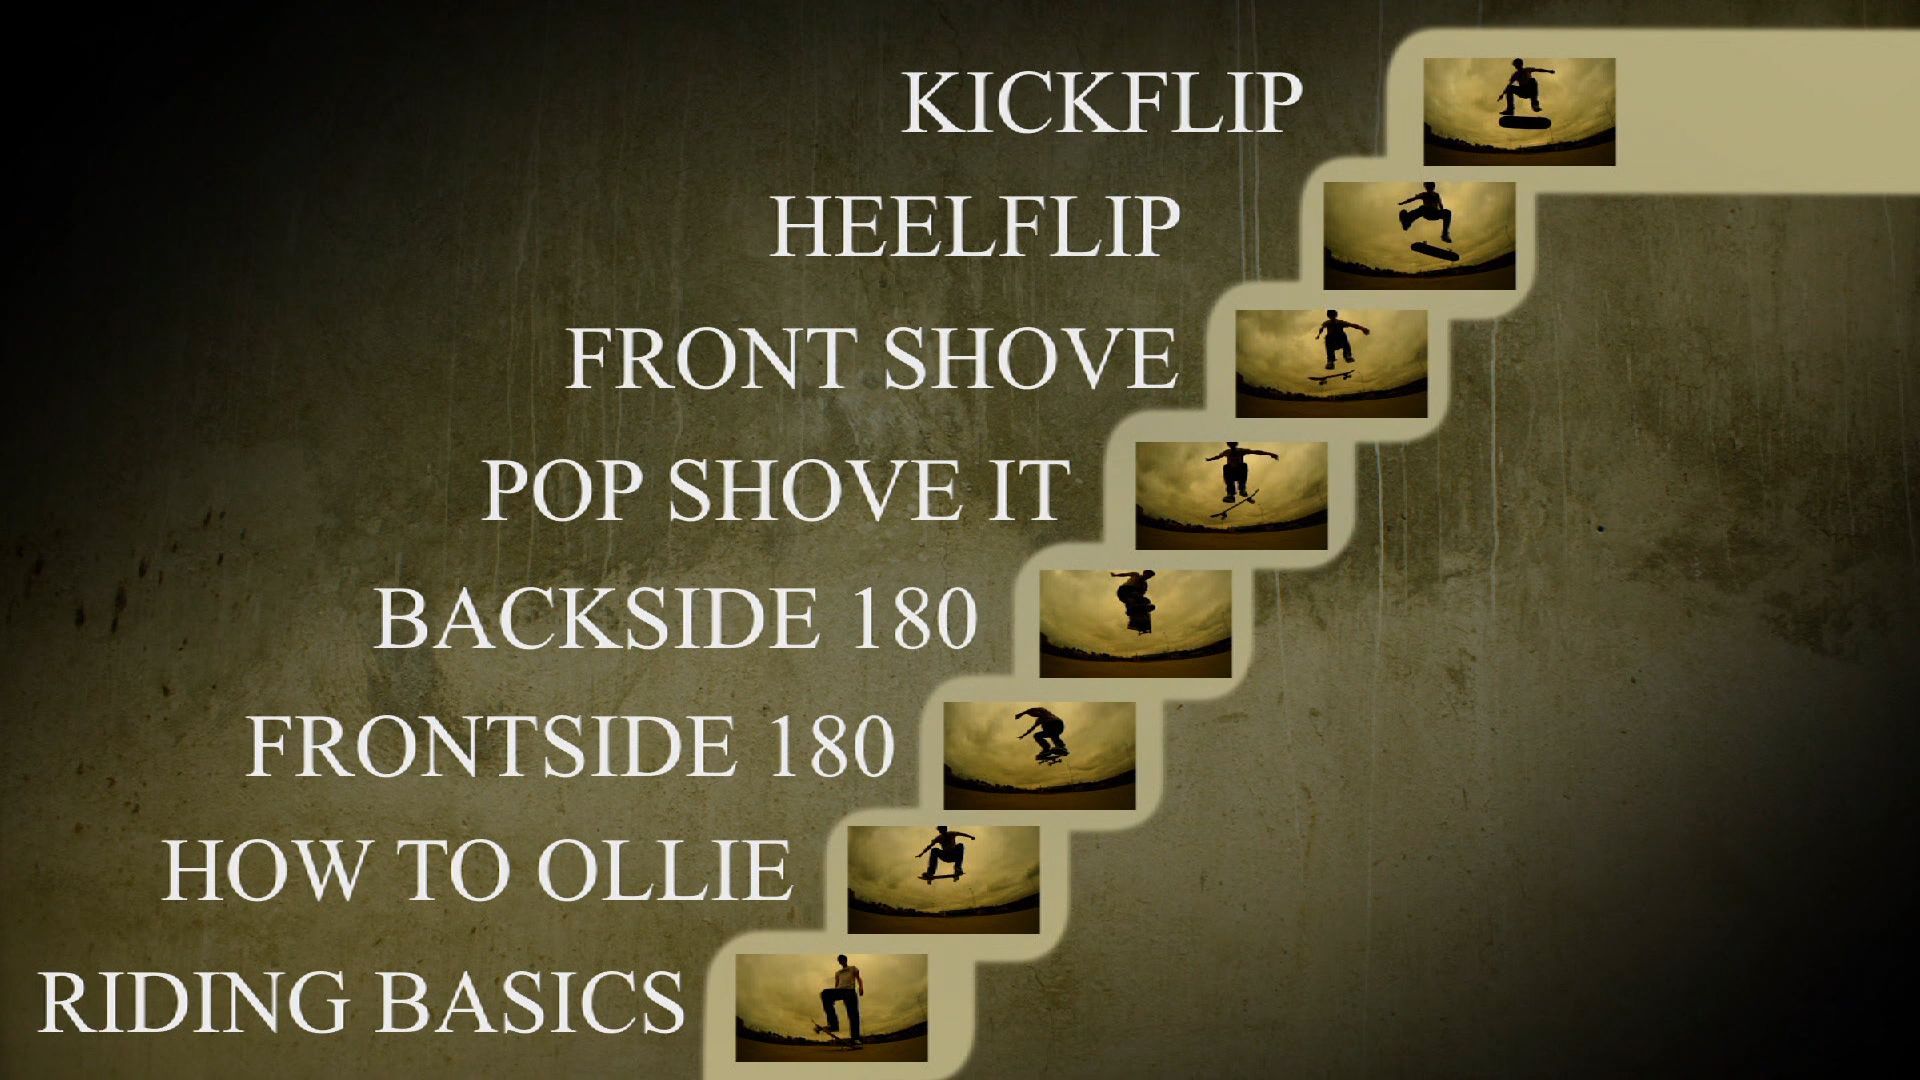 KICKFLIP
HEELFLIP
FRONT SHOVE
POP SHOVE IT
BACKSIDE 180
FRONTSIDE 180
HOW TO OLLIE
RIDING BASICS